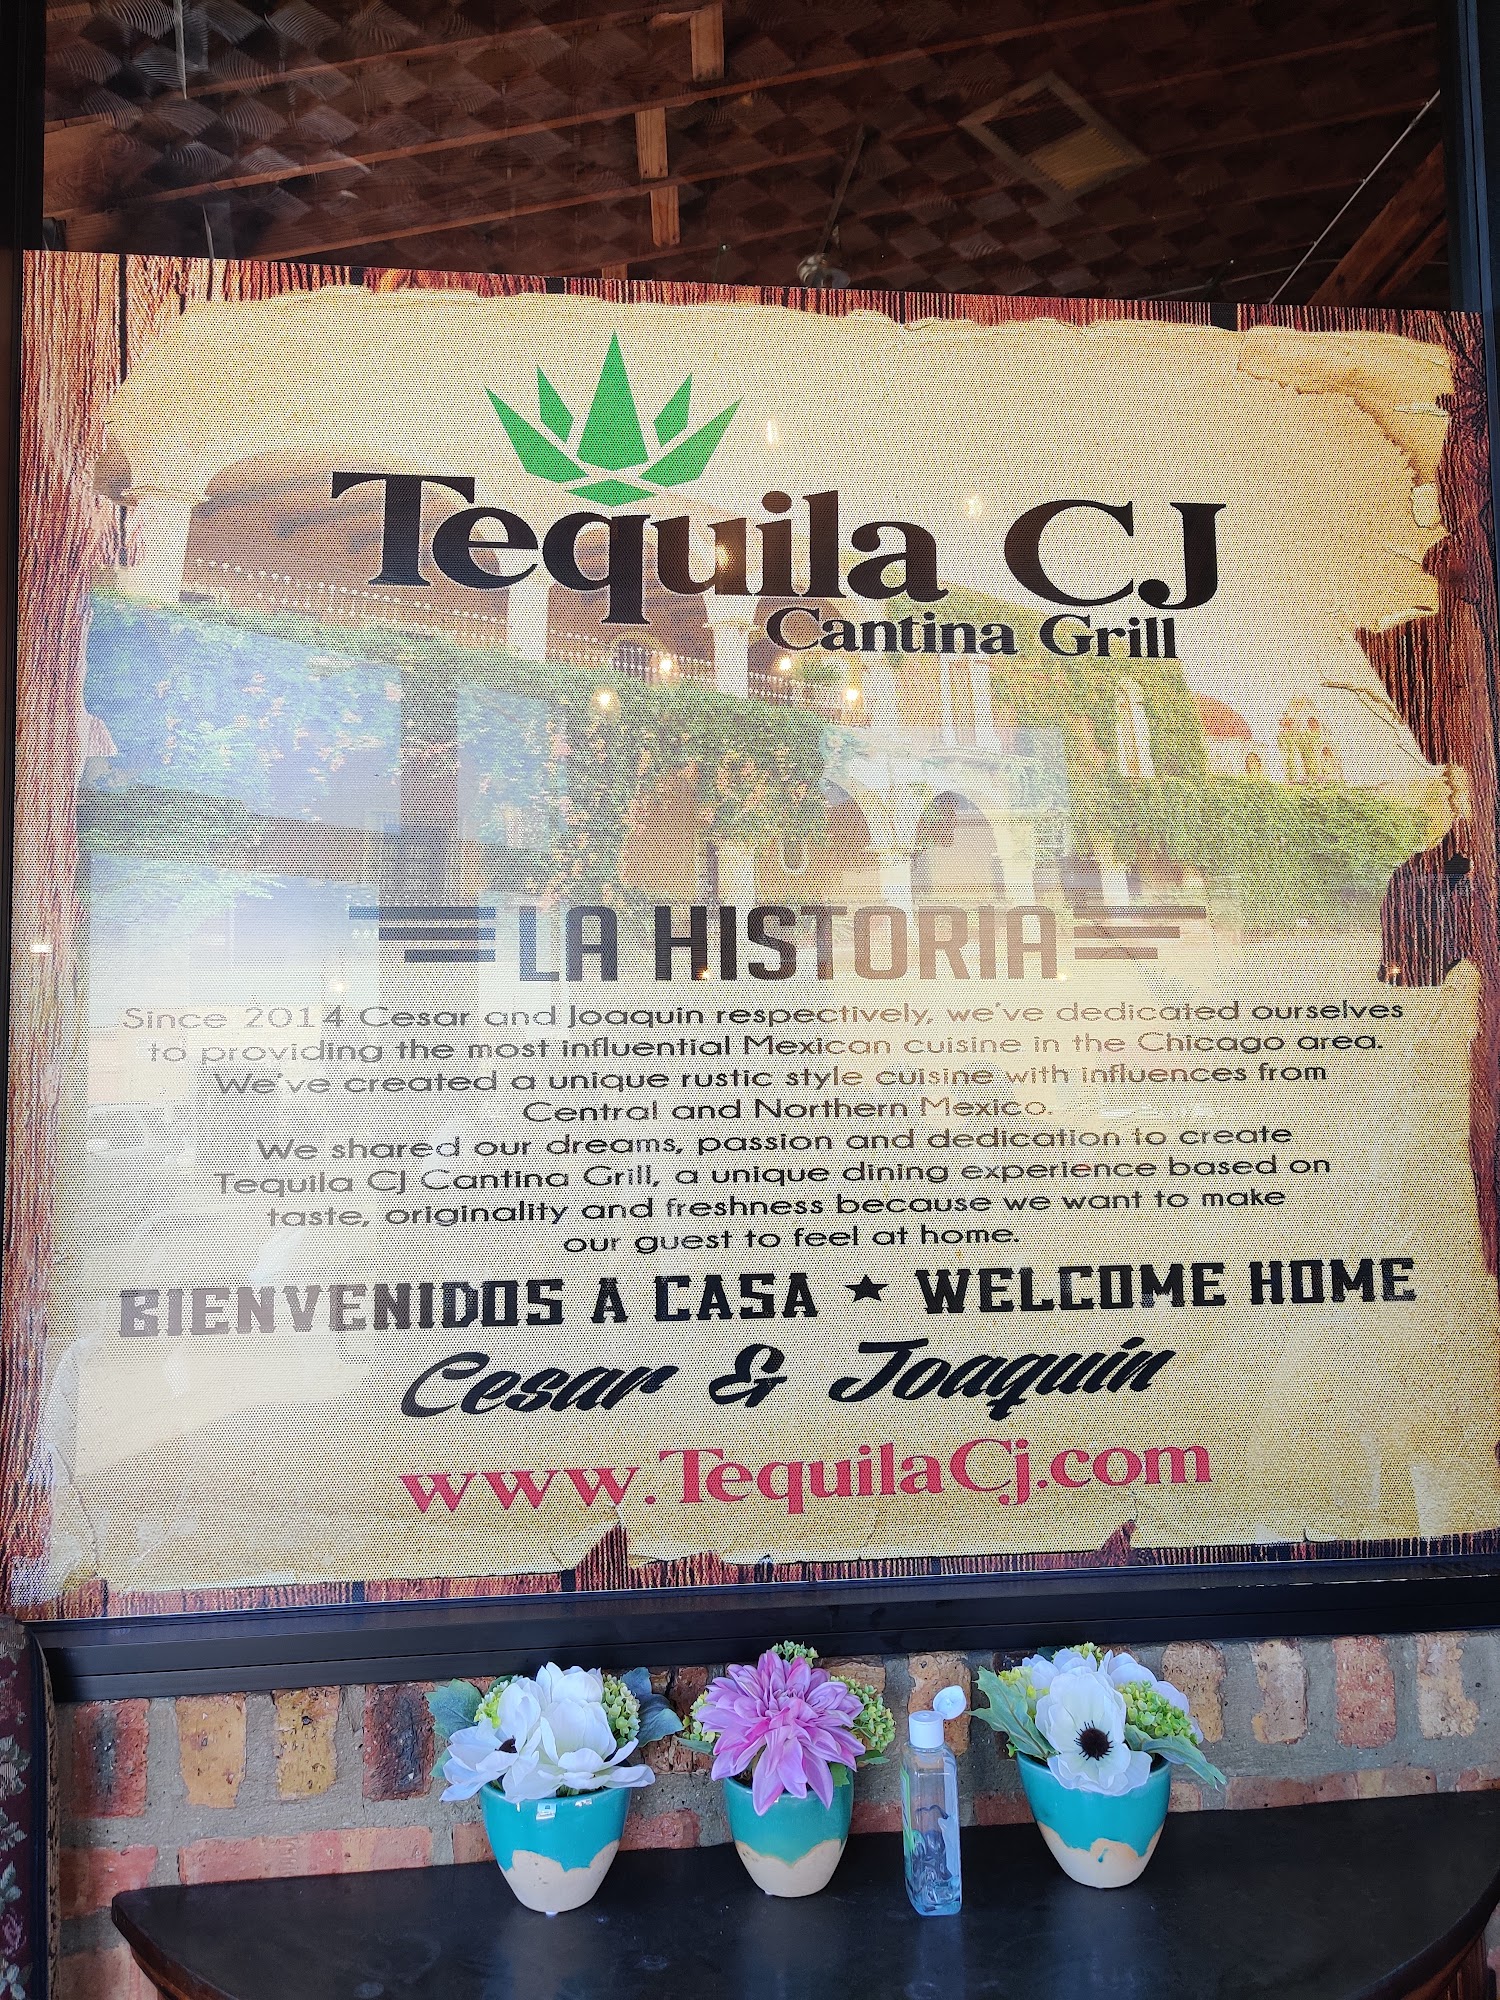 Tequila CJ
Cantina Grill
LA HISTORIA
Since 2014 Cesar and Joaquin respectively, we've dedicated ourselves
to providing the most influential Mexican cuisine in the Chicago area.
We've created a unique rustic style cuisine with influences from
Central and Northern Mexico.
We shared our dreams, passion and dedication to create
Tequila CJ Cantina Grill, a unique dining experience based on
taste, originality and freshness because we want to make
our guest to feel at home.
BIENVENIDOS A CASA ★ WELCOME HOME
Cesar & Joaquin
www.TequilaCj.com